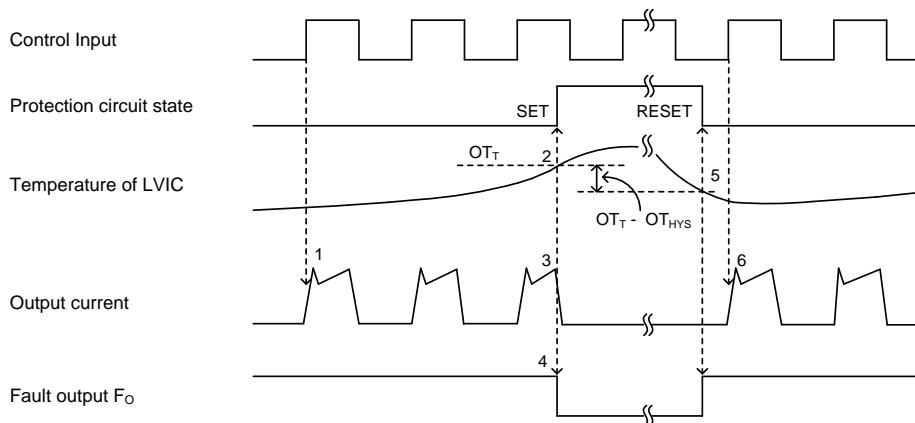 Control Input
Protection circuit state
SET
RESET
OT_T
2
5
Temperature of LVIC
OT_T - OT_HYS
1
3
6
Output current
4
Fault output F_O